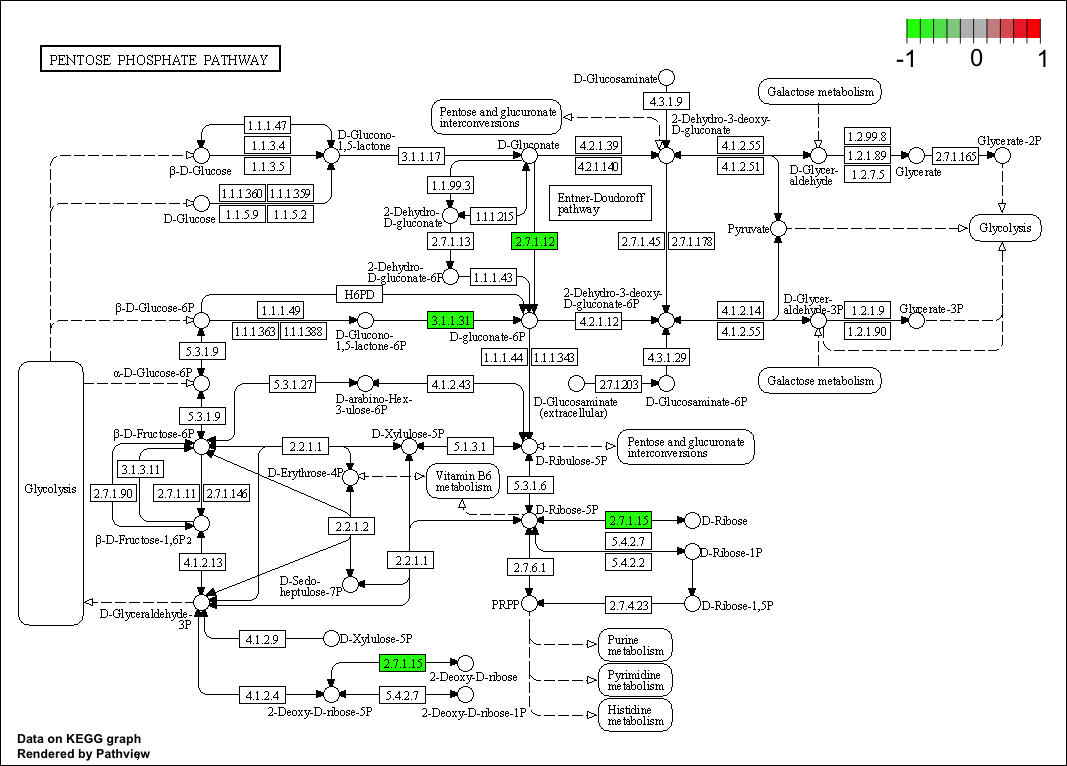 -1
0
1
PENTOSE PHOSPHATE PATHWAY
D-Glucosaminate
4.3.1.9
Galactose metabolism
Pentose and glucuronate
interconversions
2-Dehydro-3-deoxy-
D-gluconate
1.1.1.47
1.1.3.4
1.1.3.5
D-Glucono-
1,5-lactone
β-D-Glucose
3.1.1.17
D-Gluconate
4.2.1.39
4.2.1.140
4.1.2.55
4.1.2.51
D-Glycer-
aldehyde
1.2.99.8
1.2.1.89
1.2.7.5
Glycerate
2.7.1.165
Glycerate-2P
1.1.1.360
1.1.1.359
1.1.5.9
1.1.5.2
D-Glucose
1.1.99.3
2-Dehydro-
D-gluconate
1.1.1.215
Entner-Doudoroff
pathway
2.7.1.13
2.7.1.12
2.7.1.45
2.7.1.178
Pyruvate
Glycolysis
2-Dehydro-
D-gluconate-6P
1.1.1.43
H6PD
β-D-Glucose-6P
1.1.1.49
1.1.1.363
1.1.1.388
D-Glucono-
1,5-lactone-6P
3.1.1.31
D-gluconate-6P
2-Dehydro-3-deoxy-
D-gluconate-6P
4.2.1.12
4.1.2.14
4.1.2.55
D-Glycer-
aldehyde-3P
1.2.1.9
1.2.1.90
Glycerate-3P
5.3.1.9
1.1.1.44
1.1.1.343
4.3.1.29
α-D-Glucose-6P
5.3.1.27
D-arabino-Hex-
3-ulose-6P
4.1.2.43
2.7.1.203
D-Glucosaminate
(extracellular)
D-Glucosaminate-6P
Galactose metabolism
5.3.1.9
β-D-Fructose-6P
2.2.1.1
D-Xylulose-5P
5.1.3.1
D-Ribulose-5P
Pentose and glucuronate
interconversions
3.1.3.11
2.7.1.90
2.7.1.11
2.7.1.146
D-Erythrose-4P
Vitamin B6
metabolism
5.3.1.6
Glycolysis
D-Ribose-5P
2.7.1.15
D-Ribose
2.2.1.2
β-D-Fructose-1,6P2
5.4.2.7
5.4.2.2
D-Ribose-1P
4.1.2.13
2.2.1.1
2.7.6.1
D-Sedo-
heptulose-7P
PRPP
2.7.4.23
D-Ribose-1,5P
D-Glyceraldehyde-
3P
4.1.2.9
D-Xylulose-5P
Purine
metabolism
2.7.1.15
2-Deoxy-D-ribose
Pyrimidine
metabolism
4.1.2.4
2-Deoxy-D-ribose-5P
5.4.2.7
2-Deoxy-D-ribose-1P
Histidine
metabolism
Data on KEGG graph
Rendered by Pathview